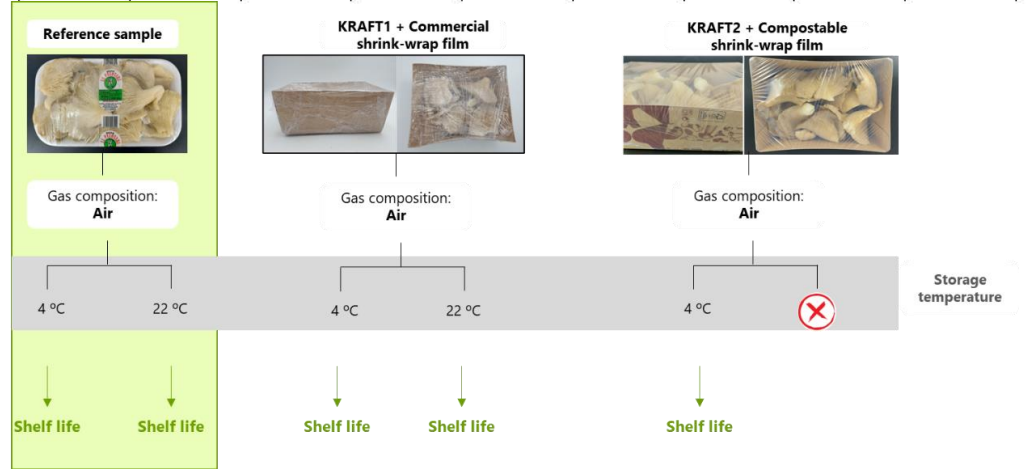 Reference sample
KRAFT1 + Commercial
shrink-wrap film
KRAFT2 + Compostable
shrink-wrap film
Gas composition:
Air
Gas composition:
Air
Gas composition:
Air
4 ºC
22 ºC
4 ºC
22 ºC
4 ºC
Storage
temperature
Shelf life
Shelf life
Shelf life
Shelf life
Shelf life